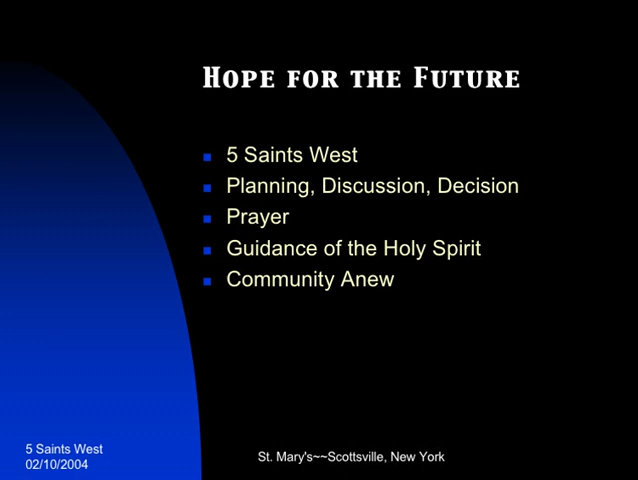 Hope for the Future
5 Saints West
Planning, Discussion, Decision
Prayer
Guidance of the Holy Spirit
Community Anew
5 Saints West
02/10/2004
St. Mary's~~Scottsville, New York